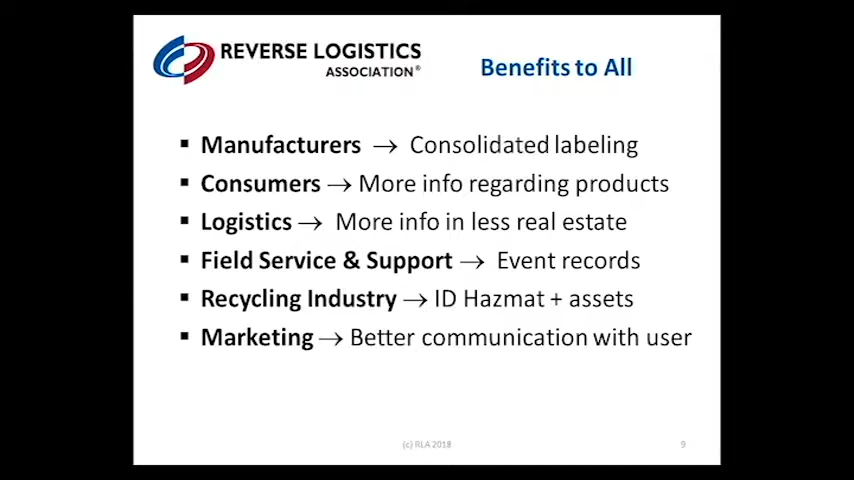 REVERSE LOGISTICS
ASSOCIATION®
Benefits to All
▪ Manufacturers → Consolidated labeling
▪ Consumers → More info regarding products
▪ Logistics → More info in less real estate
▪ Field Service & Support → Event records
▪ Recycling Industry → ID Hazmat + assets
▪ Marketing → Better communication with user
(c) RLA 2018
9